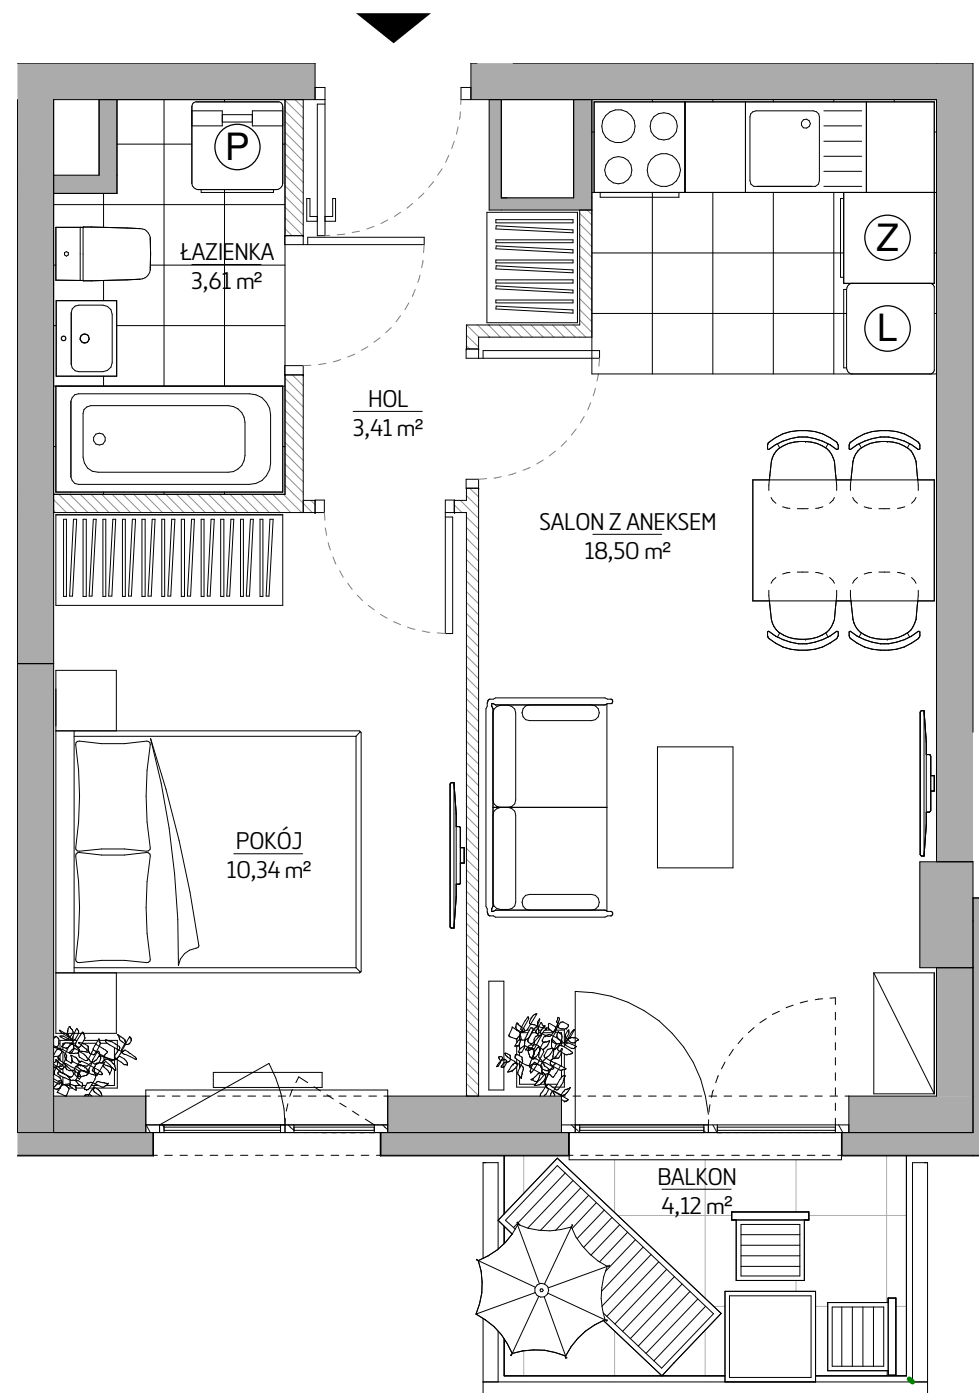 P
ŁAZIENKA
3,61 m²
Z
L
HOL
3,41 m²
SALON Z ANEKSEM
18,50 m²
POKÓJ
10,34 m²
BALKON
4,12 m²